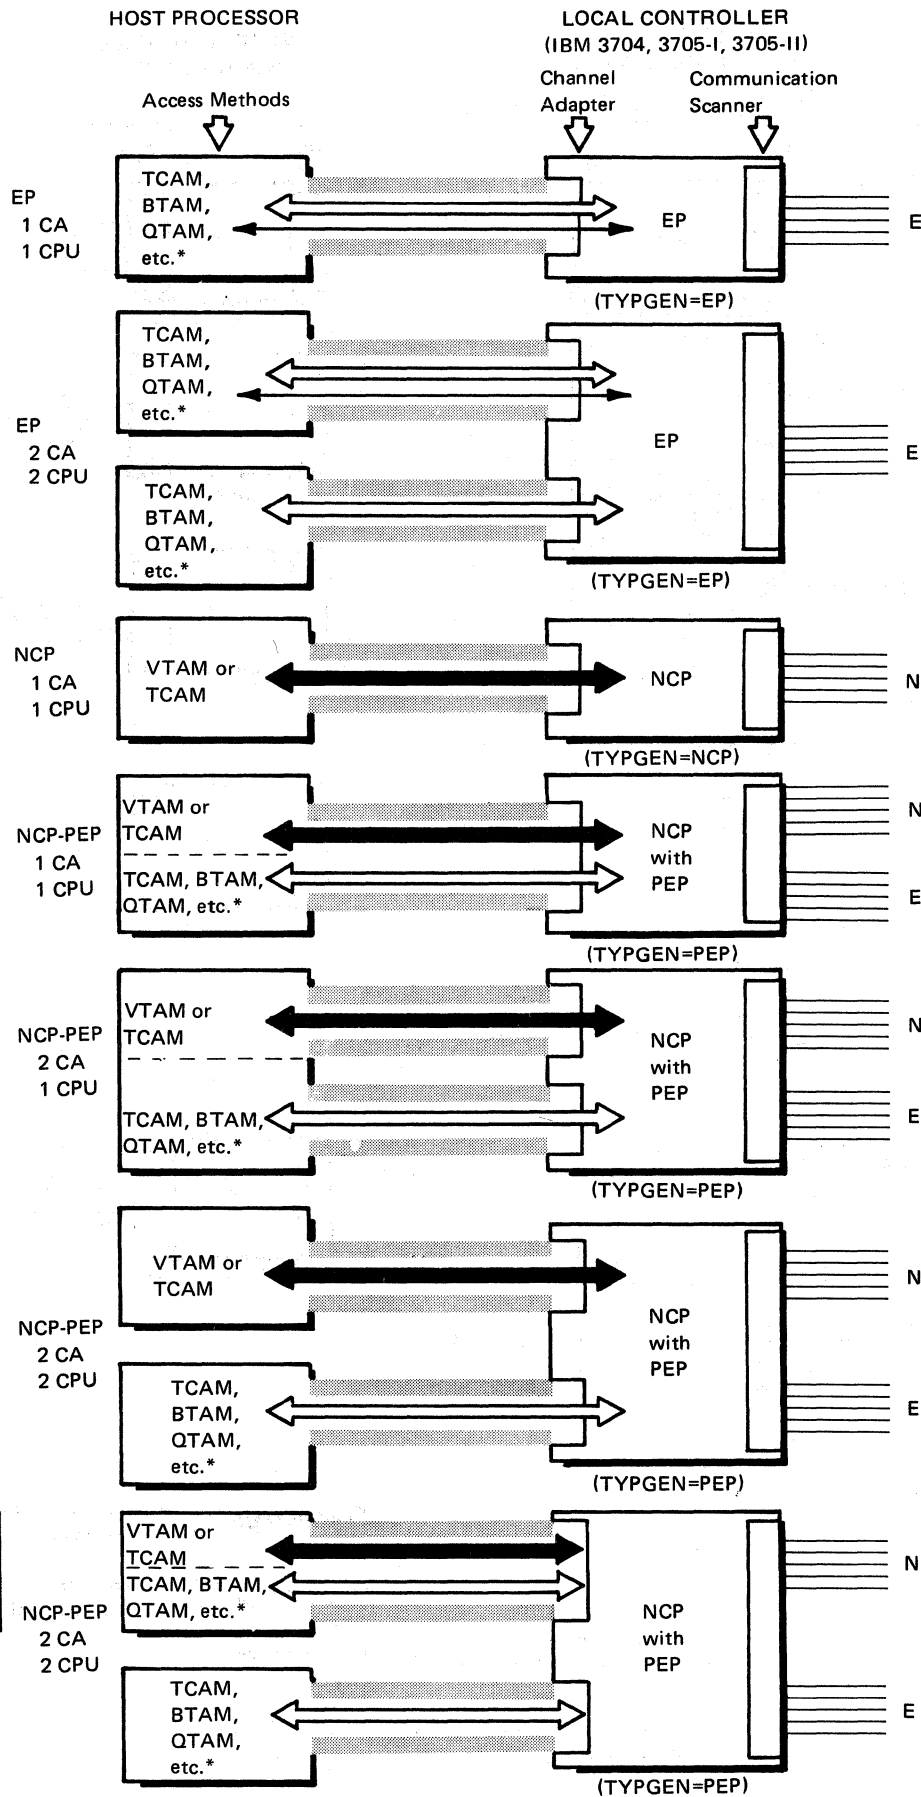 HOST PROCESSOR
LOCAL CONTROLLER
(IBM 3704, 3705-I, 3705-II)
Access Methods
Channel
Adapter
Communication
Scanner
EP
1 CA
1 CPU
TCAM,
BTAM,
QTAM,
etc.*
EP
E
(TYPGEN=EP)
EP
2 CA
2 CPU
TCAM,
BTAM,
QTAM,
etc.*
TCAM,
BTAM,
QTAM,
etc.*
EP
E
(TYPGEN=EP)
NCP
1 CA
1 CPU
VTAM or
TCAM
NCP
N
(TYPGEN=NCP)
NCP-PEP
1 CA
1 CPU
VTAM or
TCAM
TCAM, BTAM,
QTAM, etc.*
NCP
with
PEP
N
E
(TYPGEN=PEP)
NCP-PEP
2 CA
1 CPU
VTAM or
TCAM
TCAM, BTAM,
QTAM, etc.*
NCP
with
PEP
N
E
(TYPGEN=PEP)
NCP-PEP
2 CA
2 CPU
VTAM or
TCAM
TCAM,
BTAM,
QTAM,
etc.*
NCP
with
PEP
N
E
(TYPGEN=PEP)
NCP-PEP
2 CA
2 CPU
VTAM or
TCAM
TCAM, BTAM,
QTAM, etc.*
TCAM,
BTAM,
QTAM,
etc.*
NCP
with
PEP
N
E
(TYPGEN=PEP)